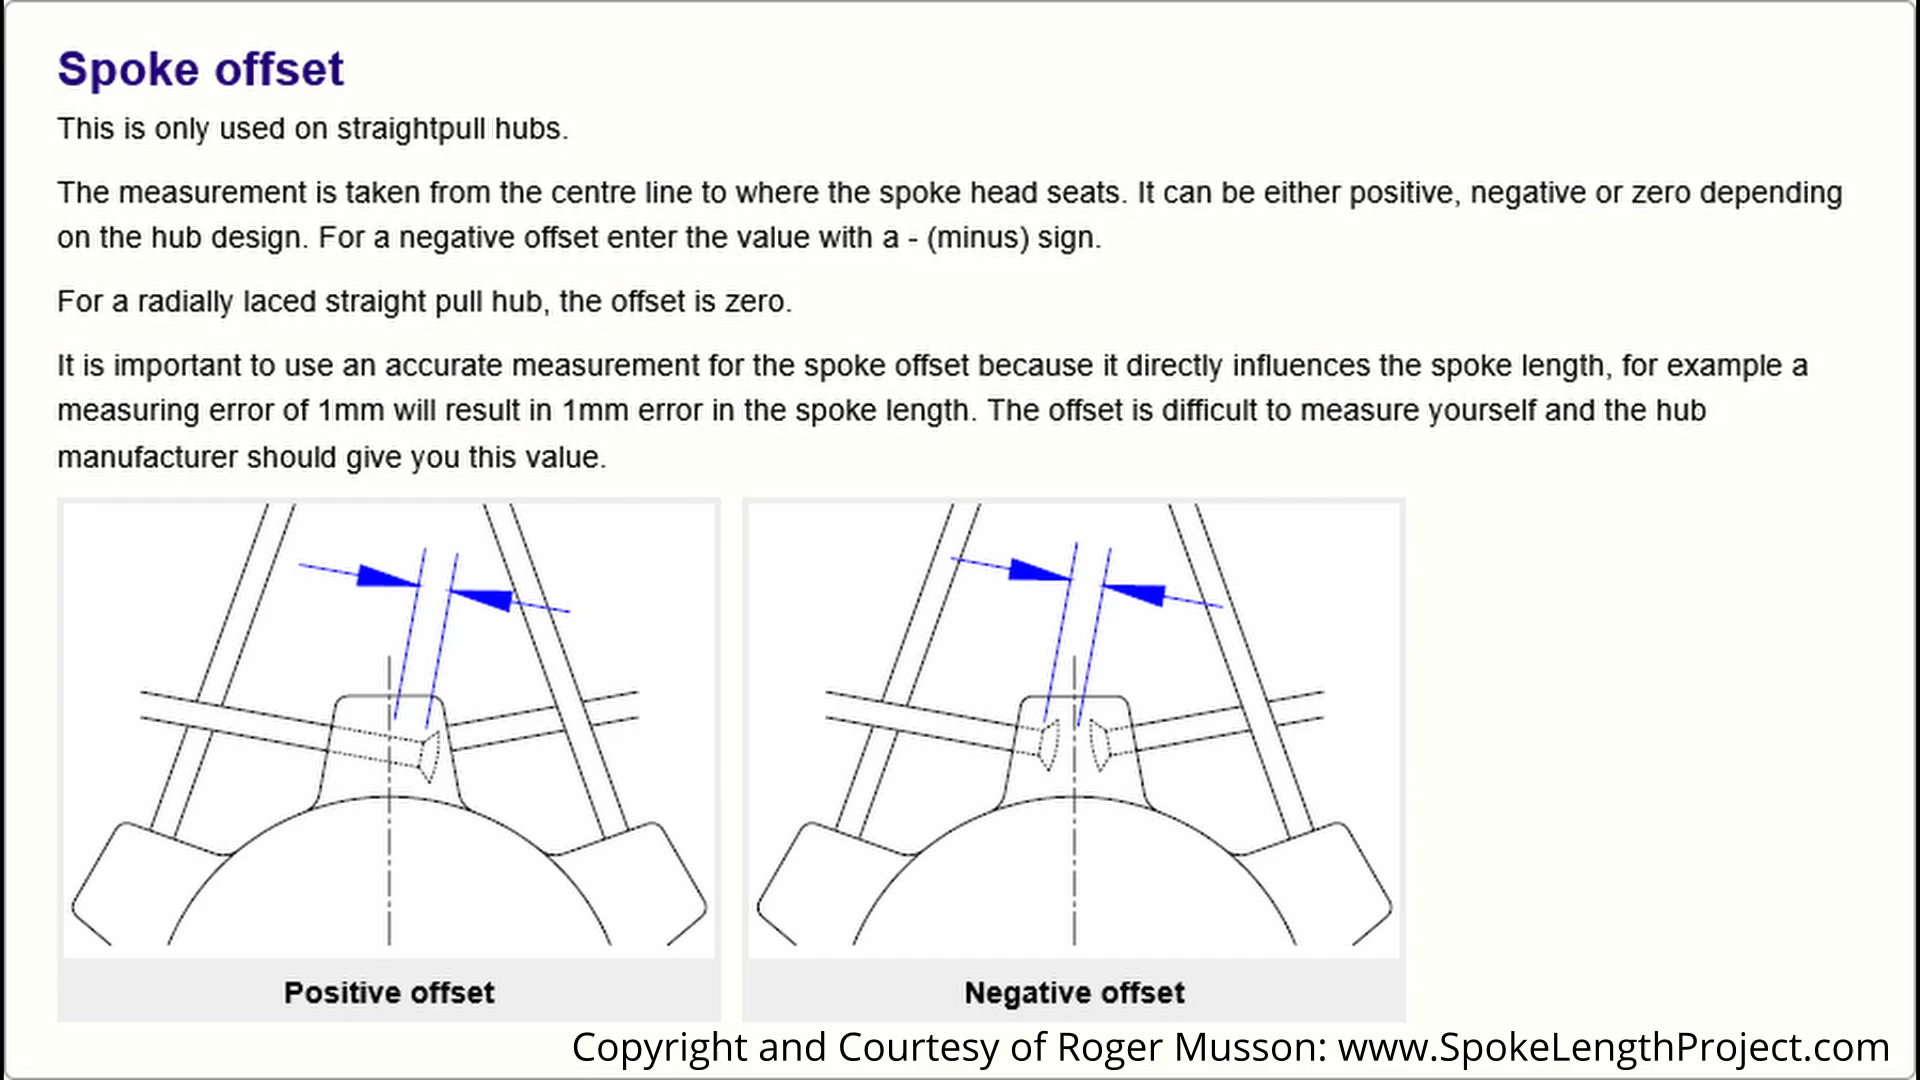 Spoke offset
This is only used on straightpull hubs.
The measurement is taken from the centre line to where the spoke head seats. It can be either positive, negative or zero depending
on the hub design. For a negative offset enter the value with a - (minus) sign.
For a radially laced straight pull hub, the offset is zero.
It is important to use an accurate measurement for the spoke offset because it directly influences the spoke length, for example a
measuring error of 1mm will result in 1mm error in the spoke length. The offset is difficult to measure yourself and the hub
manufacturer should give you this value.
Positive offset
Negative offset
Copyright and Courtesy of Roger Musson: www.SpokeLengthProject.com